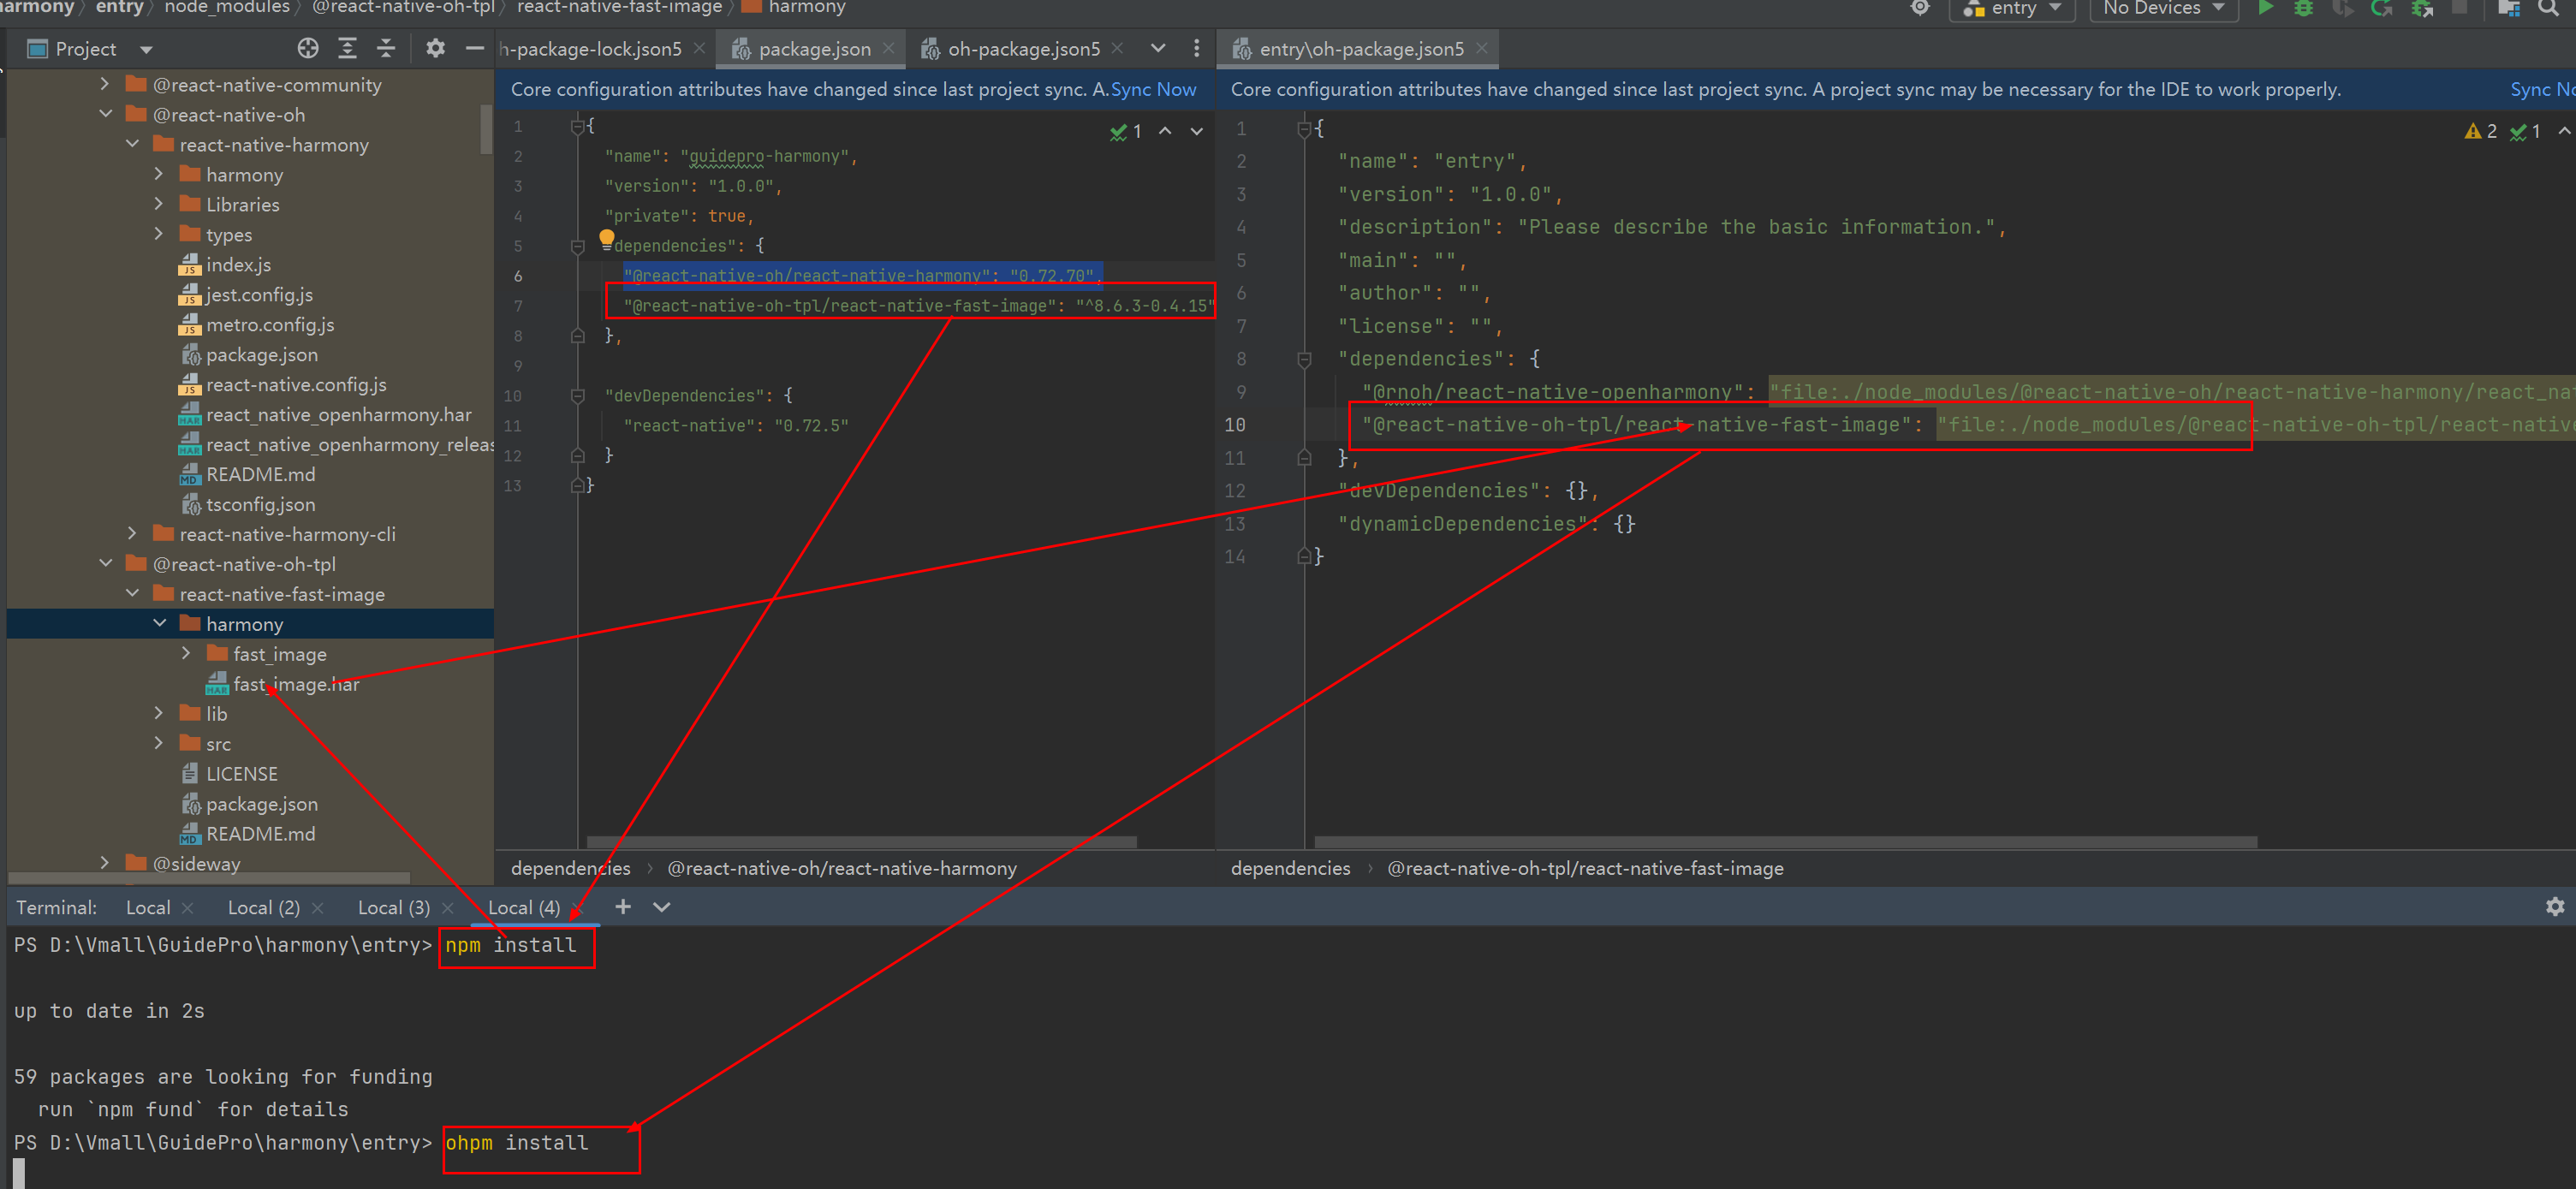 harmony 〉 entry 〉 node_modules 〉 @react-native-oh-tpl 〉 react-native-fast-image 〉 harmony
entry
No Devices
Project
h-package-lock.json5
package.json
oh-package.json5
entry\oh-package.json5
@react-native-community
@react-native-oh
react-native-harmony
harmony
Libraries
types
index.js
jest.config.js
metro.config.js
package.json
react-native.config.js
react_native_openharmony.har
react_native_openharmony_releas
README.md
tsconfig.json
react-native-harmony-cli
@react-native-oh-tpl
react-native-fast-image
harmony
fast_image
fast_image.har
lib
src
LICENSE
package.json
README.md
@sideway
Core configuration attributes have changed since last project sync. A. Sync Now
1 {
2 "name": "guidepro-harmony",
3 "version": "1.0.0",
4 "private": true,
5 dependencies": {
6 "@react-native-oh/react-native-harmony": "0.72.70",
7 "@react-native-oh-tpl/react-native-fast-image": "^8.6.3-0.4.15"
8 },
9
10 "devDependencies": {
11 "react-native": "0.72.5"
12 }
13 }
1
dependencies 〉 @react-native-oh/react-native-harmony
Core configuration attributes have changed since last project sync. A project sync may be necessary for the IDE to work properly. Sync No
1 {
2 "name": "entry",
3 "version": "1.0.0",
4 "description": "Please describe the basic information.",
5 "main": "",
6 "author": "",
7 "license": "",
8 "dependencies": {
9 "@rnoh/react-native-openharmony": "file:./node_modules/@react-native-oh/react-native-harmony/react_nat
10 "@react-native-oh-tpl/react-native-fast-image": "file:./node_modules/@react-native-oh-tpl/react-native
11 },
12 "devDependencies": {},
13 "dynamicDependencies": {}
14 }
2 1
dependencies 〉 @react-native-oh-tpl/react-native-fast-image
Terminal: Local Local (2) Local (3) Local (4)
PS D:\Vmall\GuidePro\harmony\entry> npm install
up to date in 2s
59 packages are looking for funding
run `npm fund` for details
PS D:\Vmall\GuidePro\harmony\entry> ohpm install